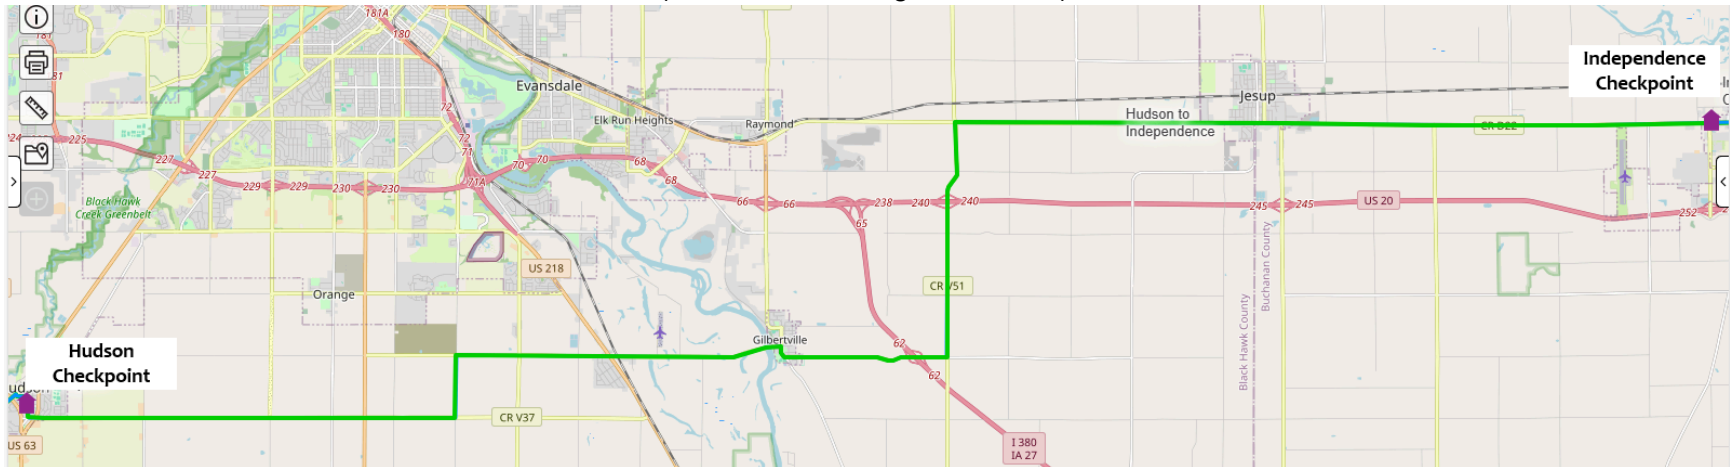 181A
180
181
81
Evansdale
72
Elk Run Heights
Raymond
Jesup
Independence
Checkpoint
Hudson to
Independence
CR D22
24
225
227
227
229
229
230
230
72
71
71A
70
70
68
68
66
66
238
240
240
65
245
245
US 20
252
Black Hawk
Creek Greenbelt
US 218
Orange
CR V51
Black Hawk County
Buchanan County
Gilbertville
62
62
Hudson
Checkpoint
CR V37
US 63
I 380
IA 27